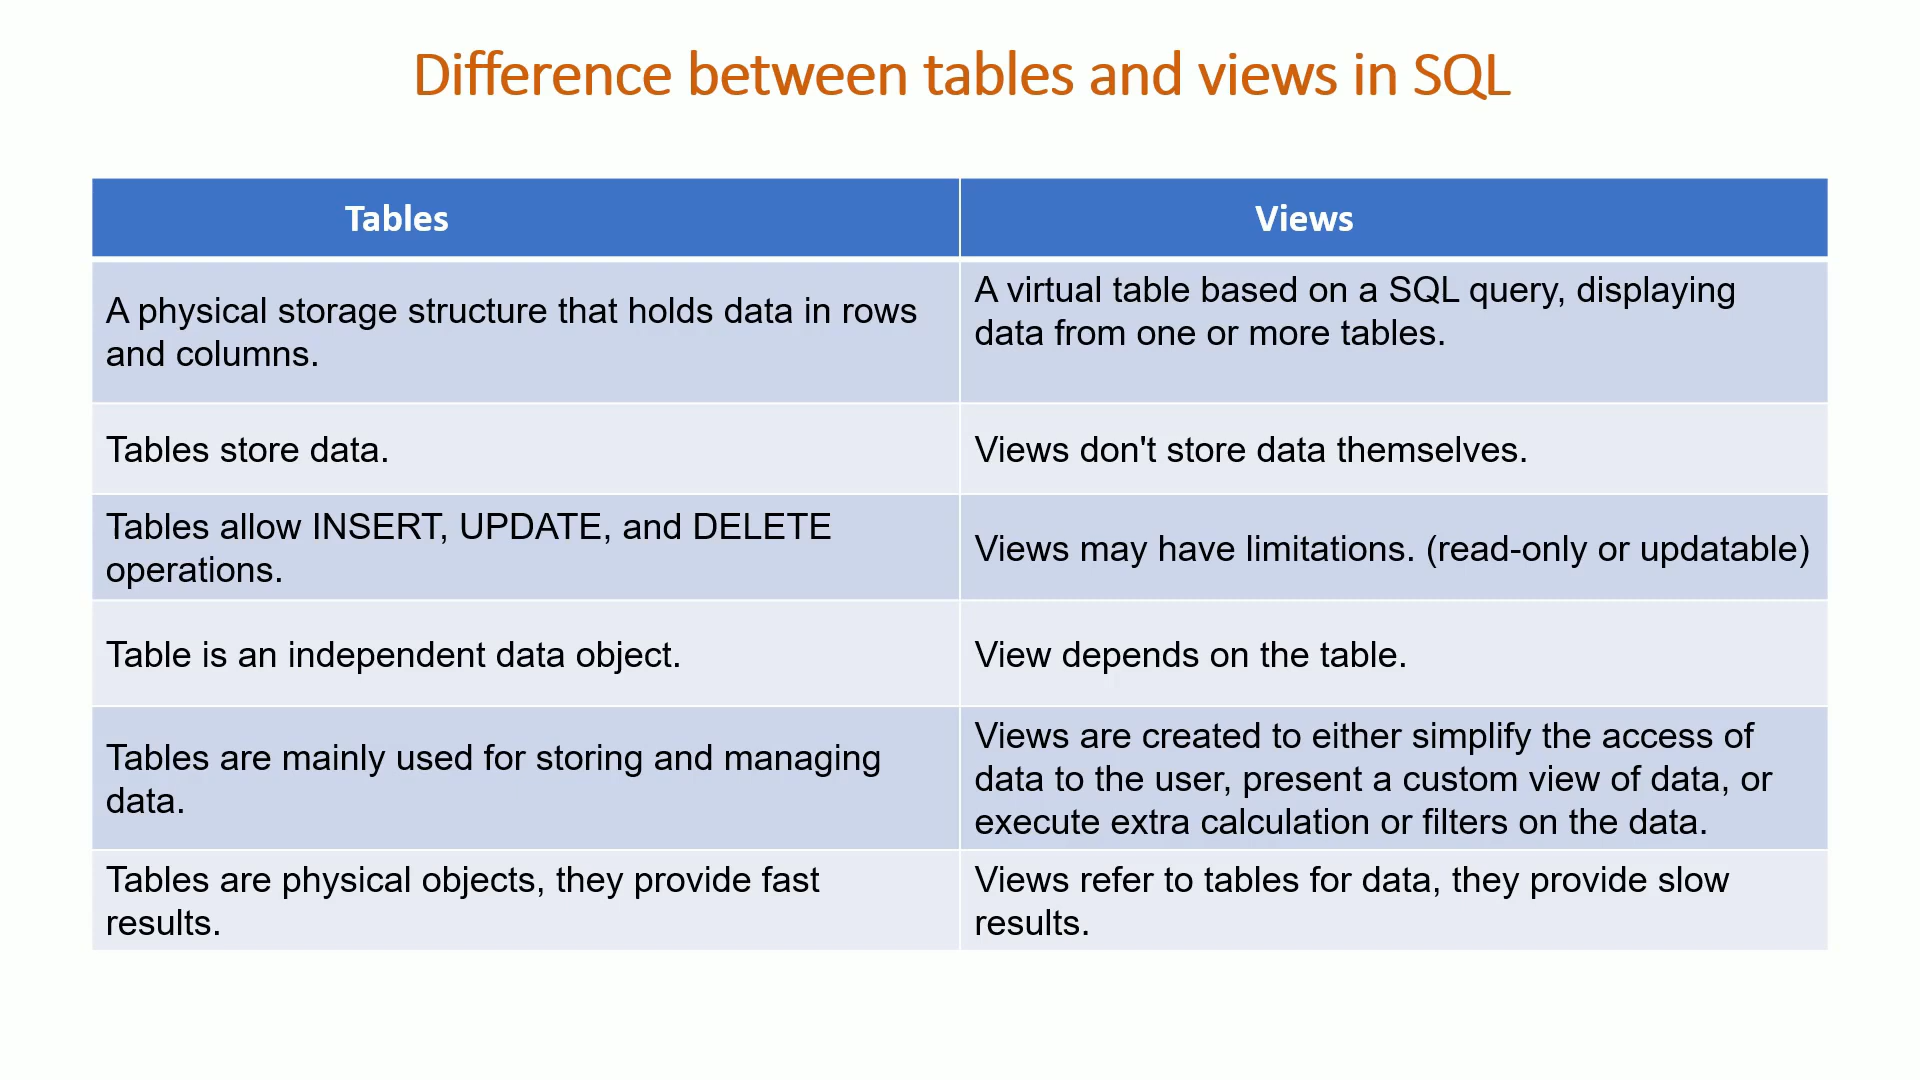 Difference between tables and views in SQL
Tables
Views
A physical storage structure that holds data in rows
and columns.
A virtual table based on a SQL query, displaying
data from one or more tables.
Tables store data.
Views don't store data themselves.
Tables allow INSERT, UPDATE, and DELETE
operations.
Views may have limitations. (read-only or updatable)
Table is an independent data object.
View depends on the table.
Tables are mainly used for storing and managing
data.
Views are created to either simplify the access of
data to the user, present a custom view of data, or
execute extra calculation or filters on the data.
Tables are physical objects, they provide fast
results.
Views refer to tables for data, they provide slow
results.